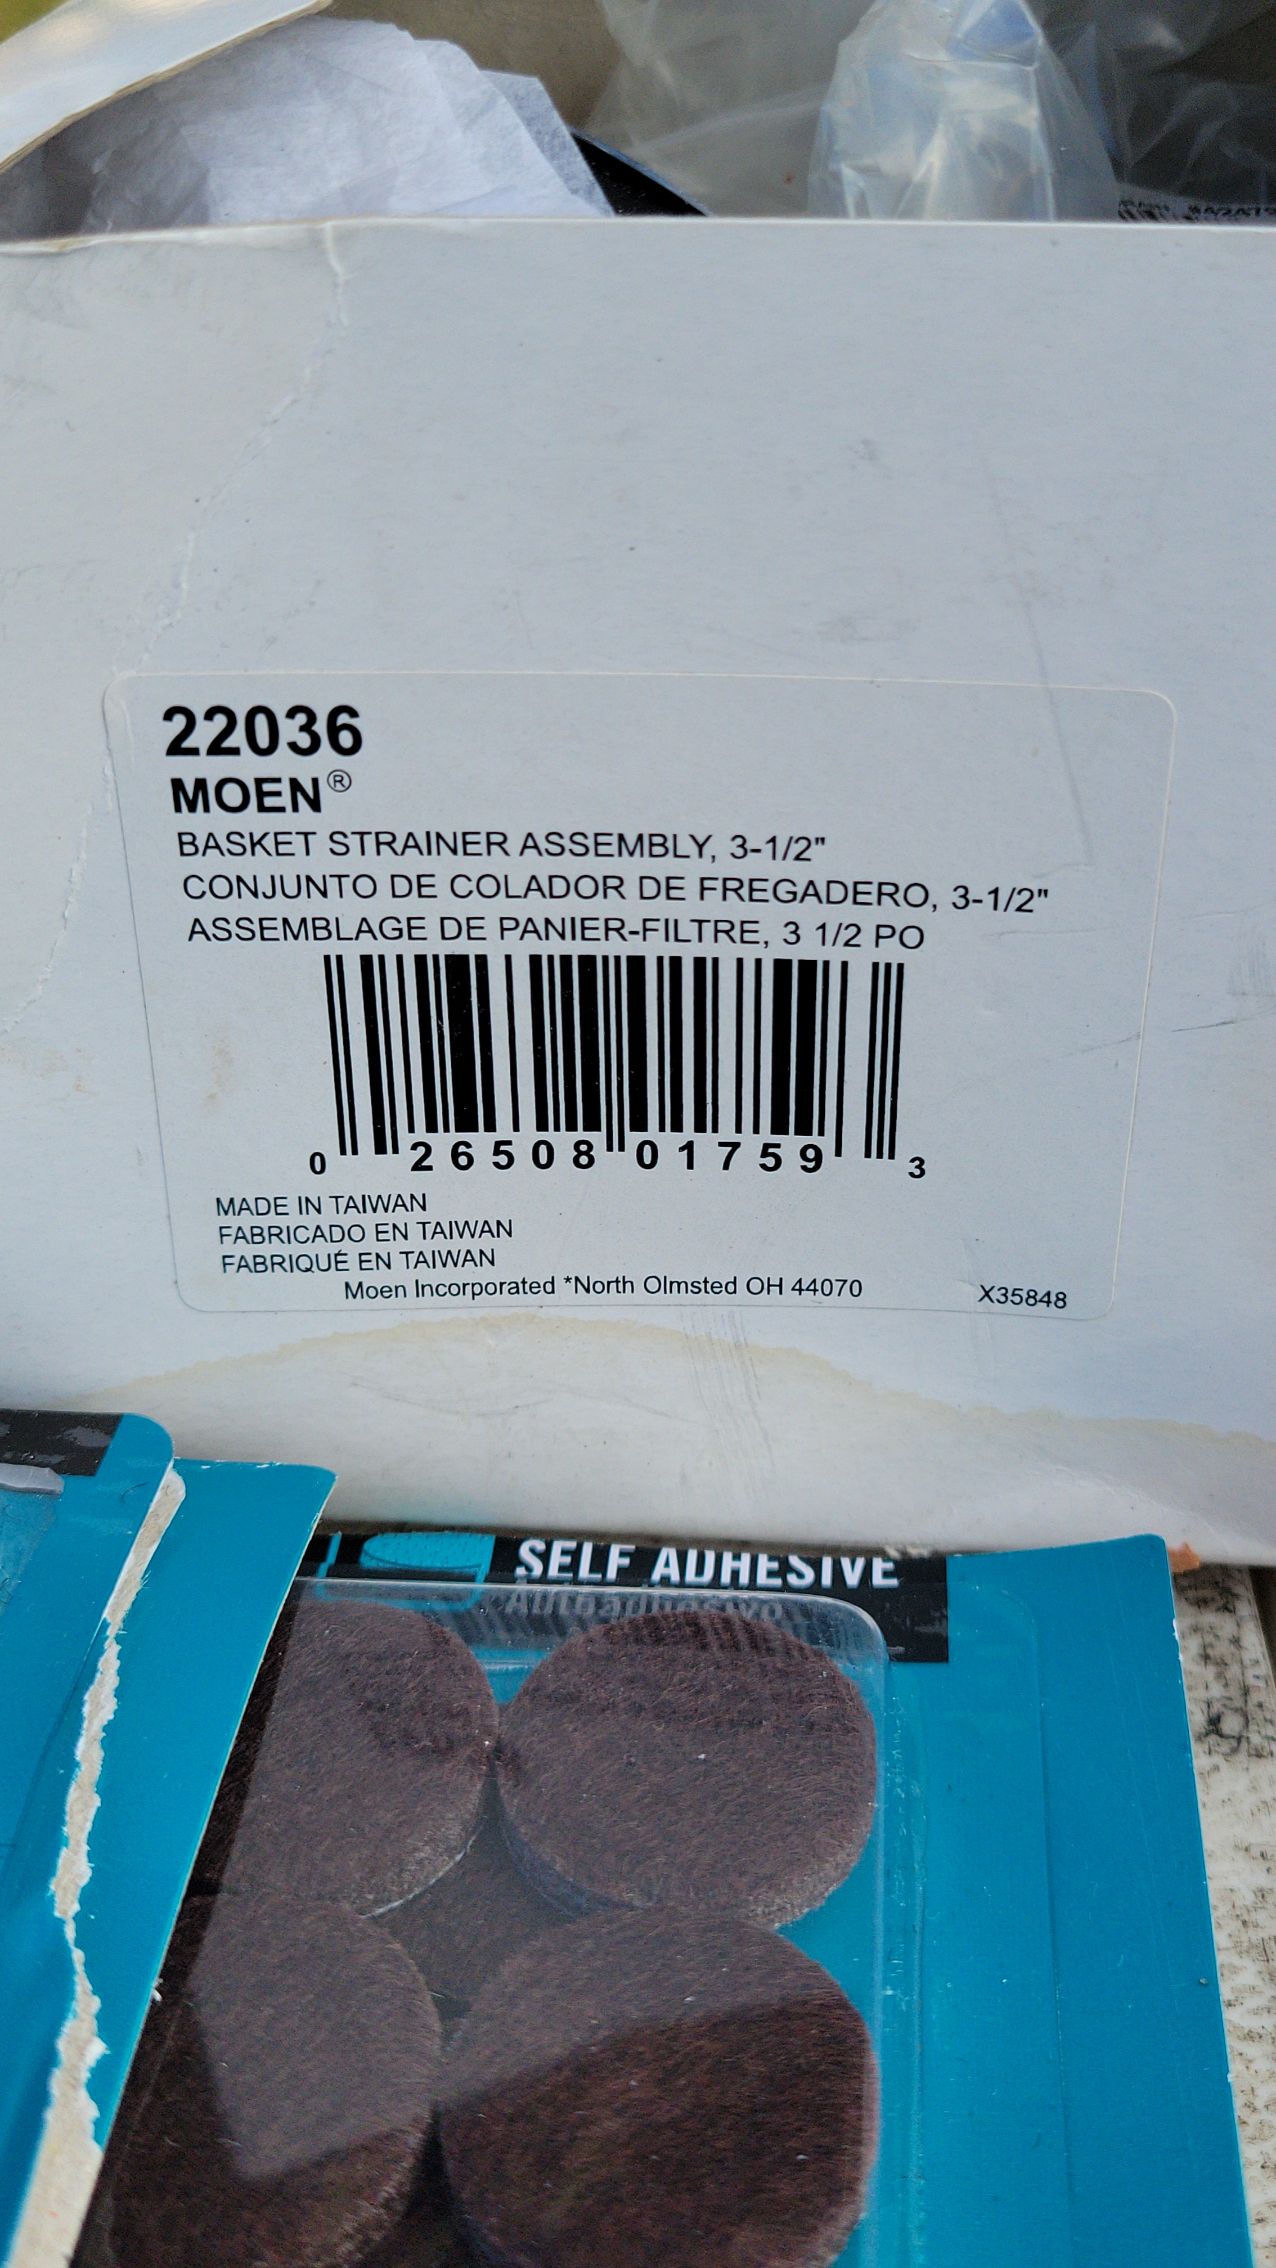 22036
MOEN®
BASKET STRAINER ASSEMBLY, 3-1/2"
CONJUNTO DE COLADOR DE FREGADERO, 3-1/2"
ASSEMBLAGE DE PANIER-FILTRE, 3 1/2 PO
0 26508 01759 3
MADE IN TAIWAN
FABRICADO EN TAIWAN
FABRIQUÉ EN TAIWAN
Moen Incorporated *North Olmsted OH 44070 X35848
SELF ADHESIVE
Autoadhesivo